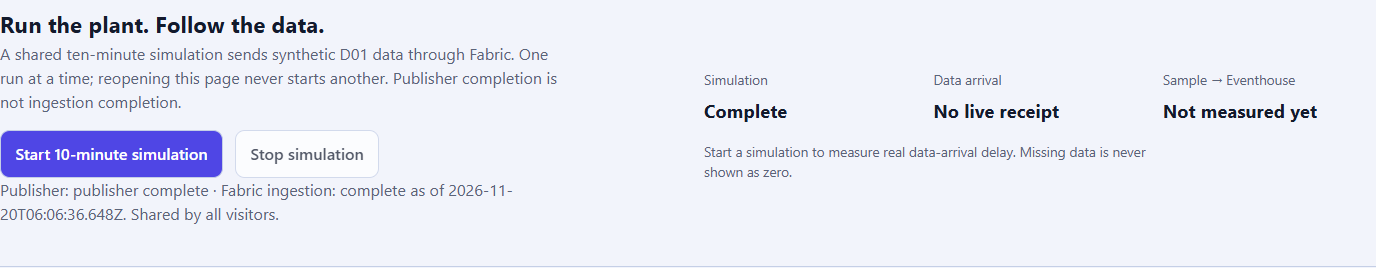 Run the plant. Follow the data.
A shared ten-minute simulation sends synthetic D01 data through Fabric. One
run at a time; reopening this page never starts another. Publisher completion is
not ingestion completion.
Start 10-minute simulation
Stop simulation
Publisher: publisher complete · Fabric ingestion: complete as of 2026-11-
20T06:06:36.648Z. Shared by all visitors.
Simulation
Complete
Data arrival
No live receipt
Sample → Eventhouse
Not measured yet
Start a simulation to measure real data-arrival delay. Missing data is never
shown as zero.